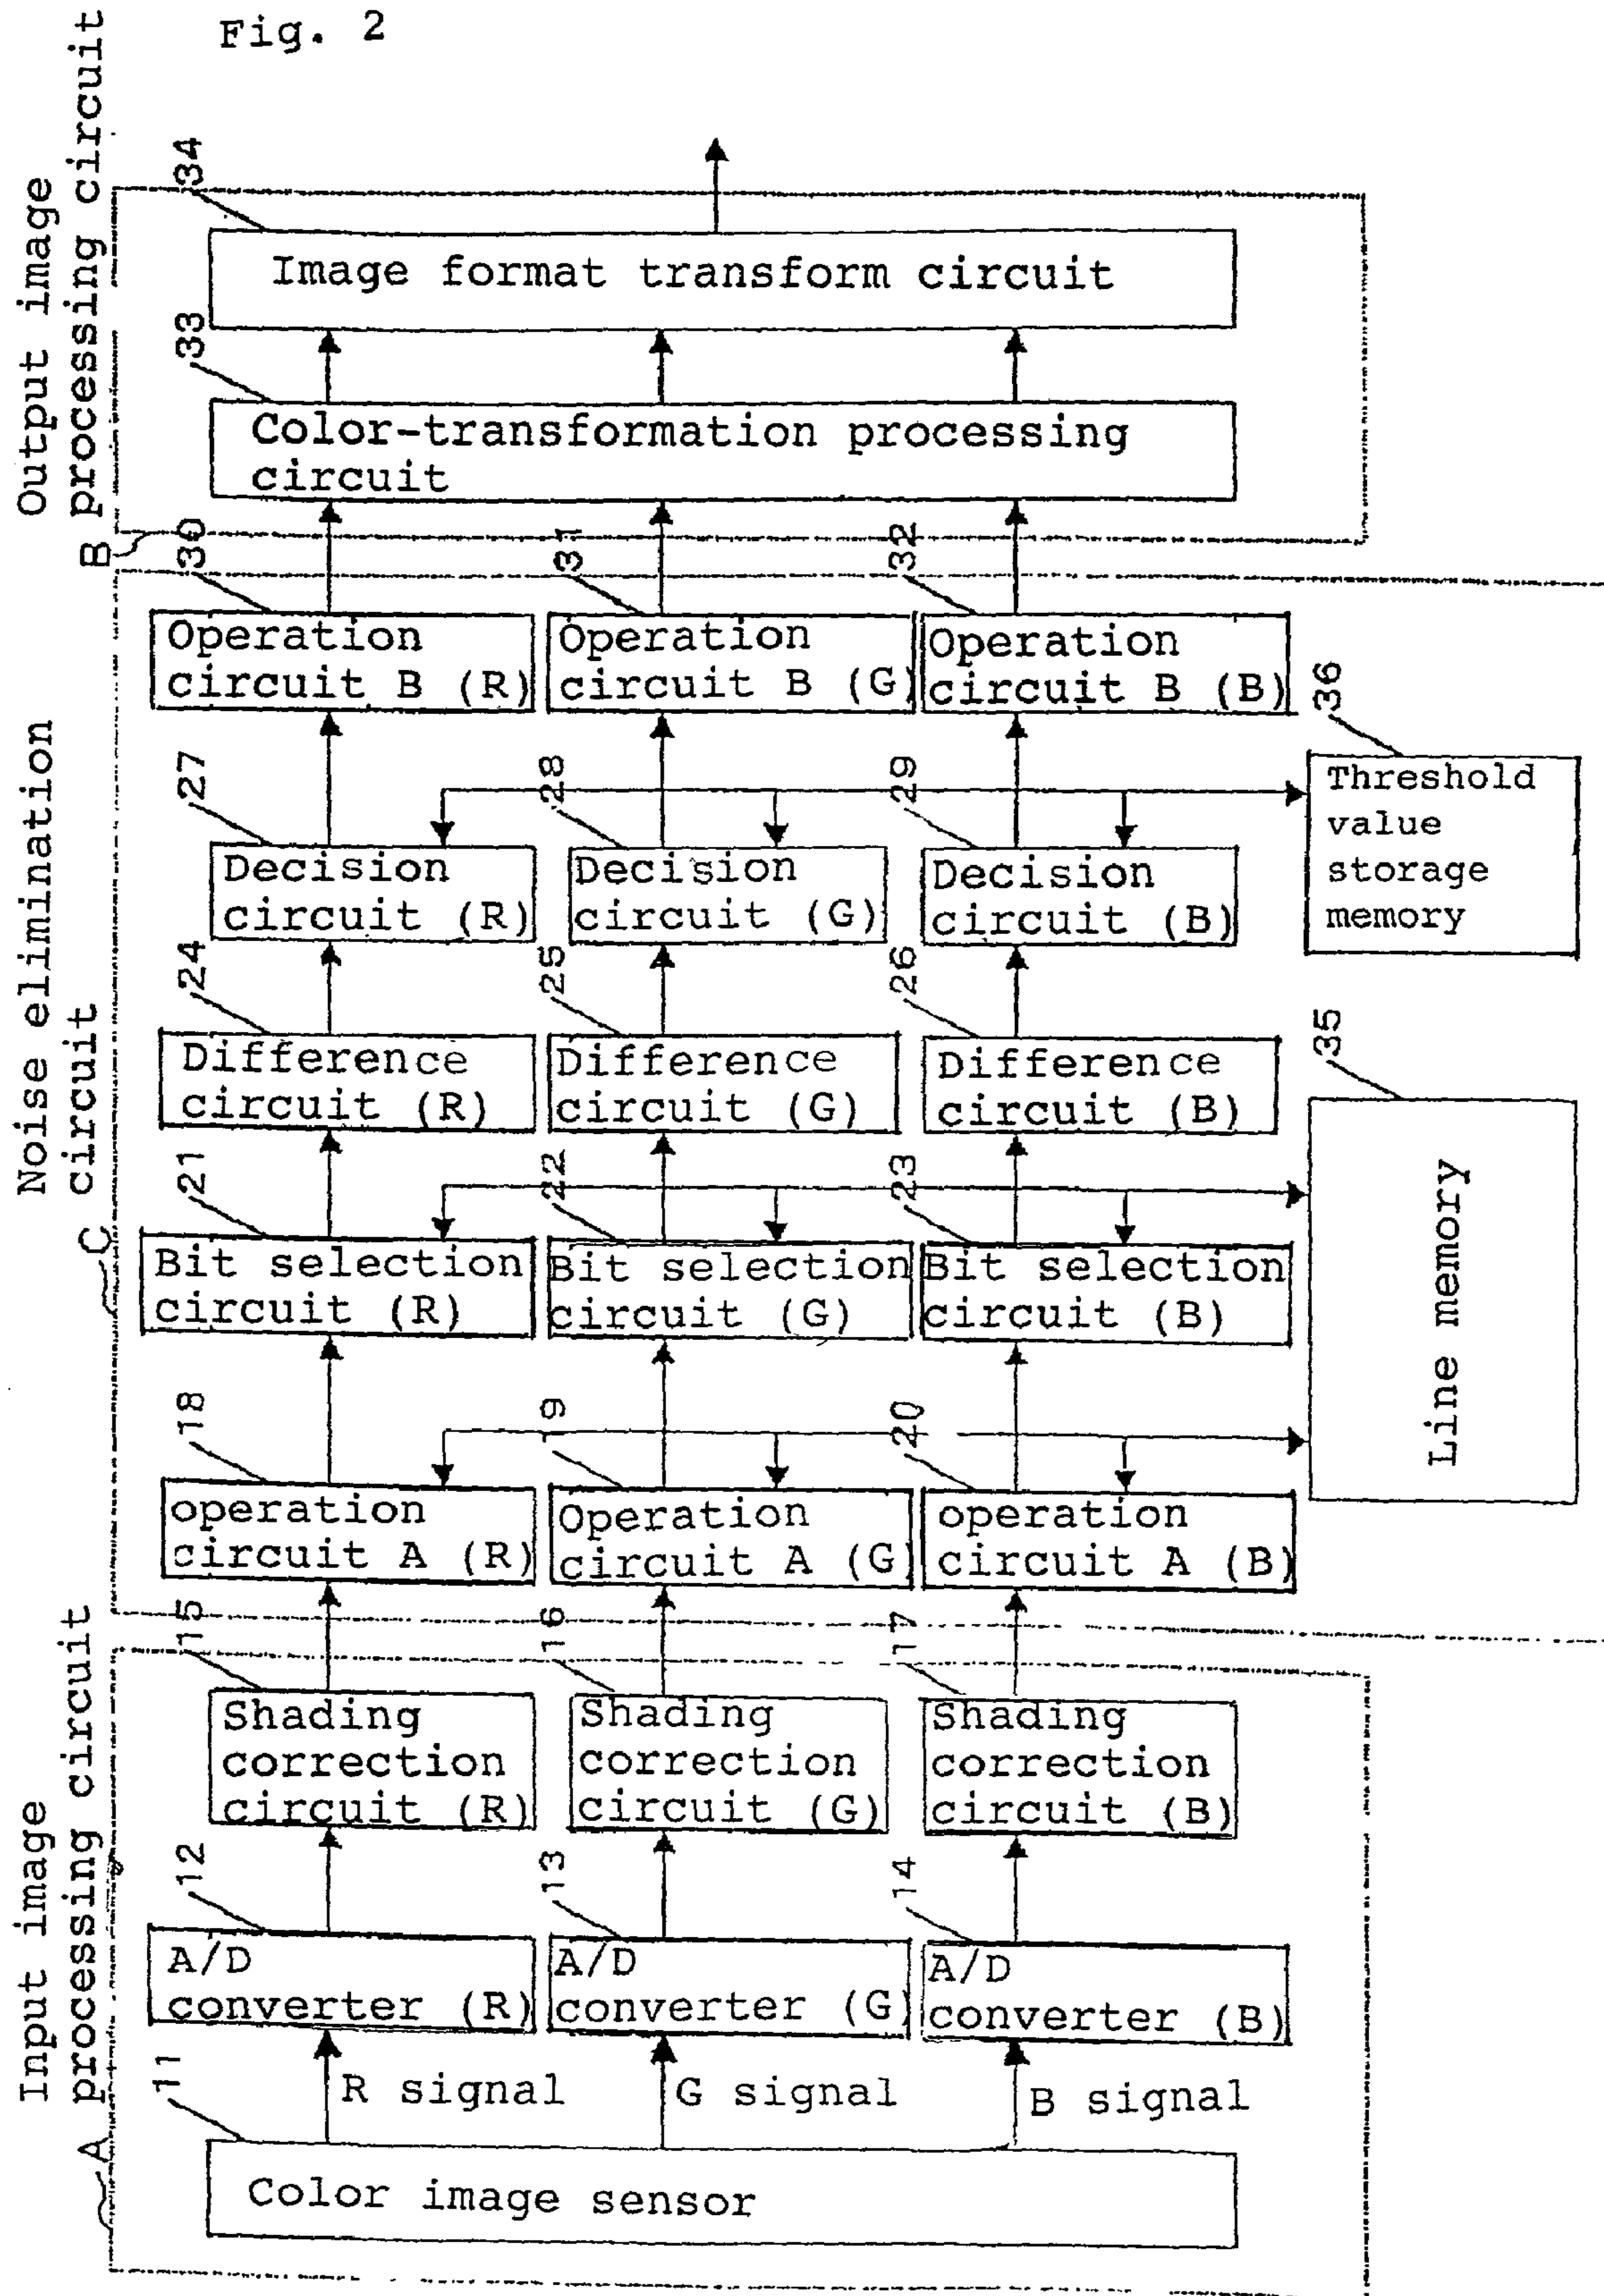 Fig. 2
Output image
processing circuit
B
34
Image format transform circuit
33
Color-transformation processing
circuit
Noise elimination
circuit
C
30
Operation
circuit B (R)
31
Operation
circuit B (G)
32
Operation
circuit B (B)
27
Decision
circuit (R)
28
Decision
circuit (G)
29
Decision
circuit (B)
36
Threshold
value
storage
memory
24
Difference
circuit (R)
25
Difference
circuit (G)
26
Difference
circuit (B)
21
Bit selection
circuit (R)
22
Bit selection
circuit (G)
23
Bit selection
circuit (B)
35
Line memory
18
operation
circuit A (R)
19
Operation
circuit A (G)
20
operation
circuit A (B)
Input image
processing circuit
A
15
Shading
correction
circuit (R)
16
Shading
correction
circuit (G)
17
Shading
correction
circuit (B)
12
A/D
converter (R)
13
A/D
converter (G)
14
A/D
converter (B)
11
R signal
G signal
B signal
Color image sensor